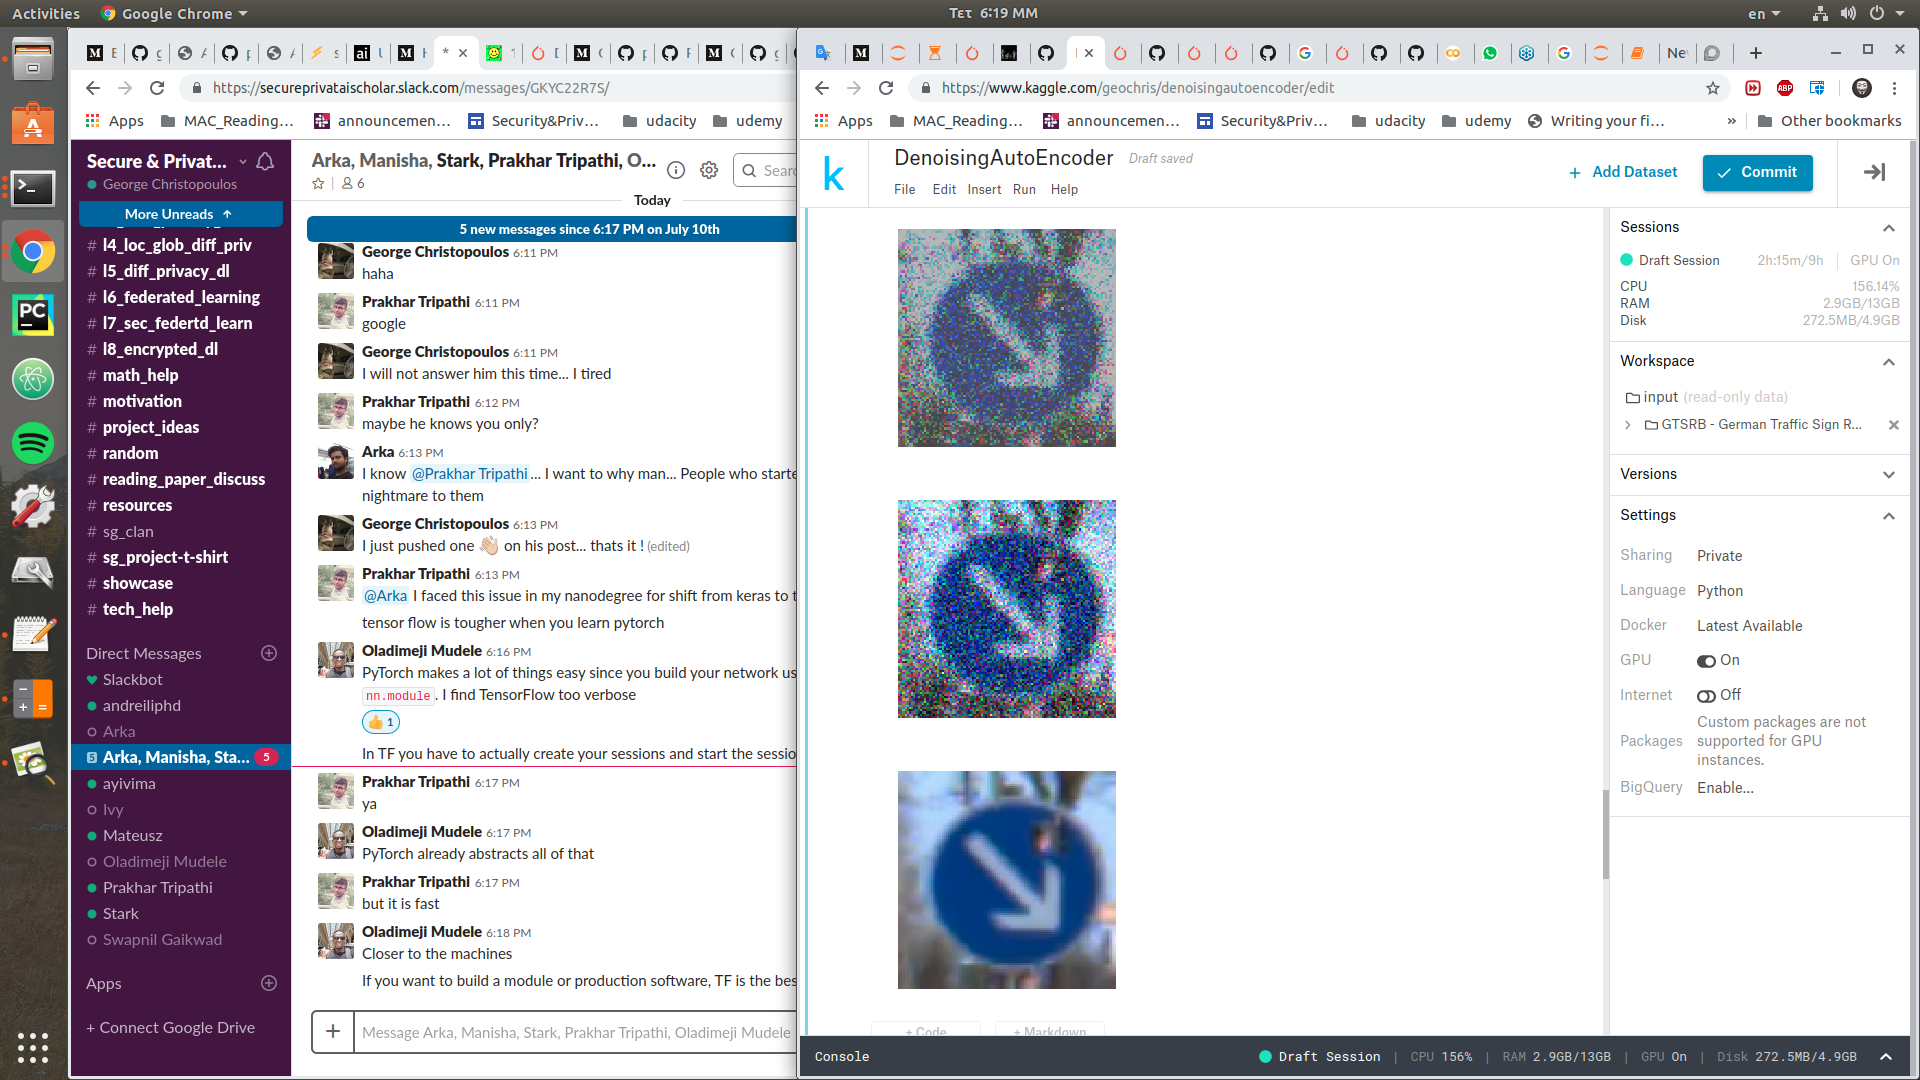 Activities
Google Chrome
Τετ 6:19 ΜΜ
en
https://secureprivataischolar.slack.com/messages/GKYC22R7S/
Apps
MAC_Reading...
announcemen...
Security&Priv...
udacity
udemy
Secure & Privat...
George Christopoulos
More Unreads ↑
# l4_loc_glob_diff_priv
# l5_diff_privacy_dl
# l6_federated_learning
# l7_sec_federtd_learn
# l8_encrypted_dl
# math_help
# motivation
# project_ideas
# random
# reading_paper_discuss
# resources
# sg_clan
# sg_project-t-shirt
# showcase
# tech_help
Direct Messages
Slackbot
andreiliphd
Arka
5 Arka, Manisha, Sta... 5
ayivima
Ivy
Mateusz
Oladimeji Mudele
Prakhar Tripathi
Stark
Swapnil Gaikwad
Apps
+ Connect Google Drive
Arka, Manisha, Stark, Prakhar Tripathi, O...
6
Today
5 new messages since 6:17 PM on July 10th
George Christopoulos 6:11 PM
haha
Prakhar Tripathi 6:11 PM
google
George Christopoulos 6:11 PM
I will not answer him this time... I tired
Prakhar Tripathi 6:12 PM
maybe he knows you only?
Arka 6:13 PM
I know @Prakhar Tripathi ... I want to why man... People who starte
nightmare to them
George Christopoulos 6:13 PM
I just pushed one 👋🏻 on his post... thats it ! (edited)
Prakhar Tripathi 6:13 PM
@Arka I faced this issue in my nanodegree for shift from keras to t
tensor flow is tougher when you learn pytorch
Oladimeji Mudele 6:16 PM
PyTorch makes a lot of things easy since you build your network us
nn.module . I find TensorFlow too verbose
👍 1
In TF you have to actually create your sessions and start the sessio
Prakhar Tripathi 6:17 PM
ya
Oladimeji Mudele 6:17 PM
PyTorch already abstracts all of that
Prakhar Tripathi 6:17 PM
but it is fast
Oladimeji Mudele 6:18 PM
Closer to the machines
If you want to build a module or production software, TF is the bes
Message Arka, Manisha, Stark, Prakhar Tripathi, Oladimeji Mudele
https://www.kaggle.com/geochris/denoisingautoencoder/edit
Apps
MAC_Reading...
announcemen...
Security&Priv...
udacity
udemy
Writing your fi...
»
Other bookmarks
k
DenoisingAutoEncoder
Draft saved
File
Edit
Insert
Run
Help
+ Add Dataset
Commit
Sessions
Draft Session 2h:15m/9h GPU On
CPU 156.14%
RAM 2.9GB/13GB
Disk 272.5MB/4.9GB
Workspace
input (read-only data)
GTSRB - German Traffic Sign R...
Versions
Settings
Sharing Private
Language Python
Docker Latest Available
GPU On
Internet Off
Packages Custom packages are not
supported for GPU
instances.
BigQuery Enable...
+ Code
+ Markdown
Console
Draft Session | CPU 156% | RAM 2.9GB/13GB | GPU On | Disk 272.5MB/4.9GB